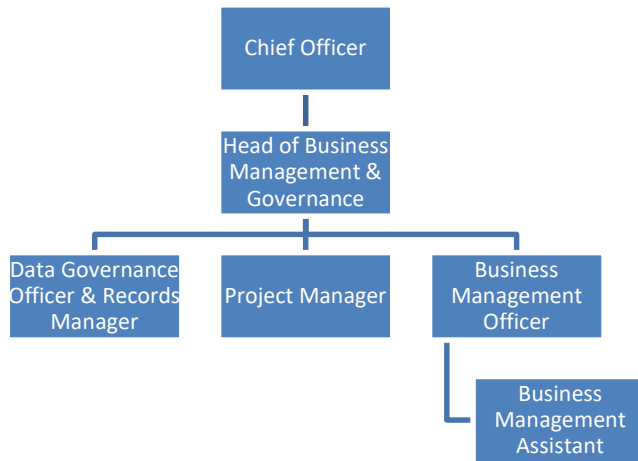 Chief Officer
Head of Business
Management &
Governance
Data Governance
Officer & Records
Manager
Project Manager
Business
Management
Officer
Business
Management
Assistant